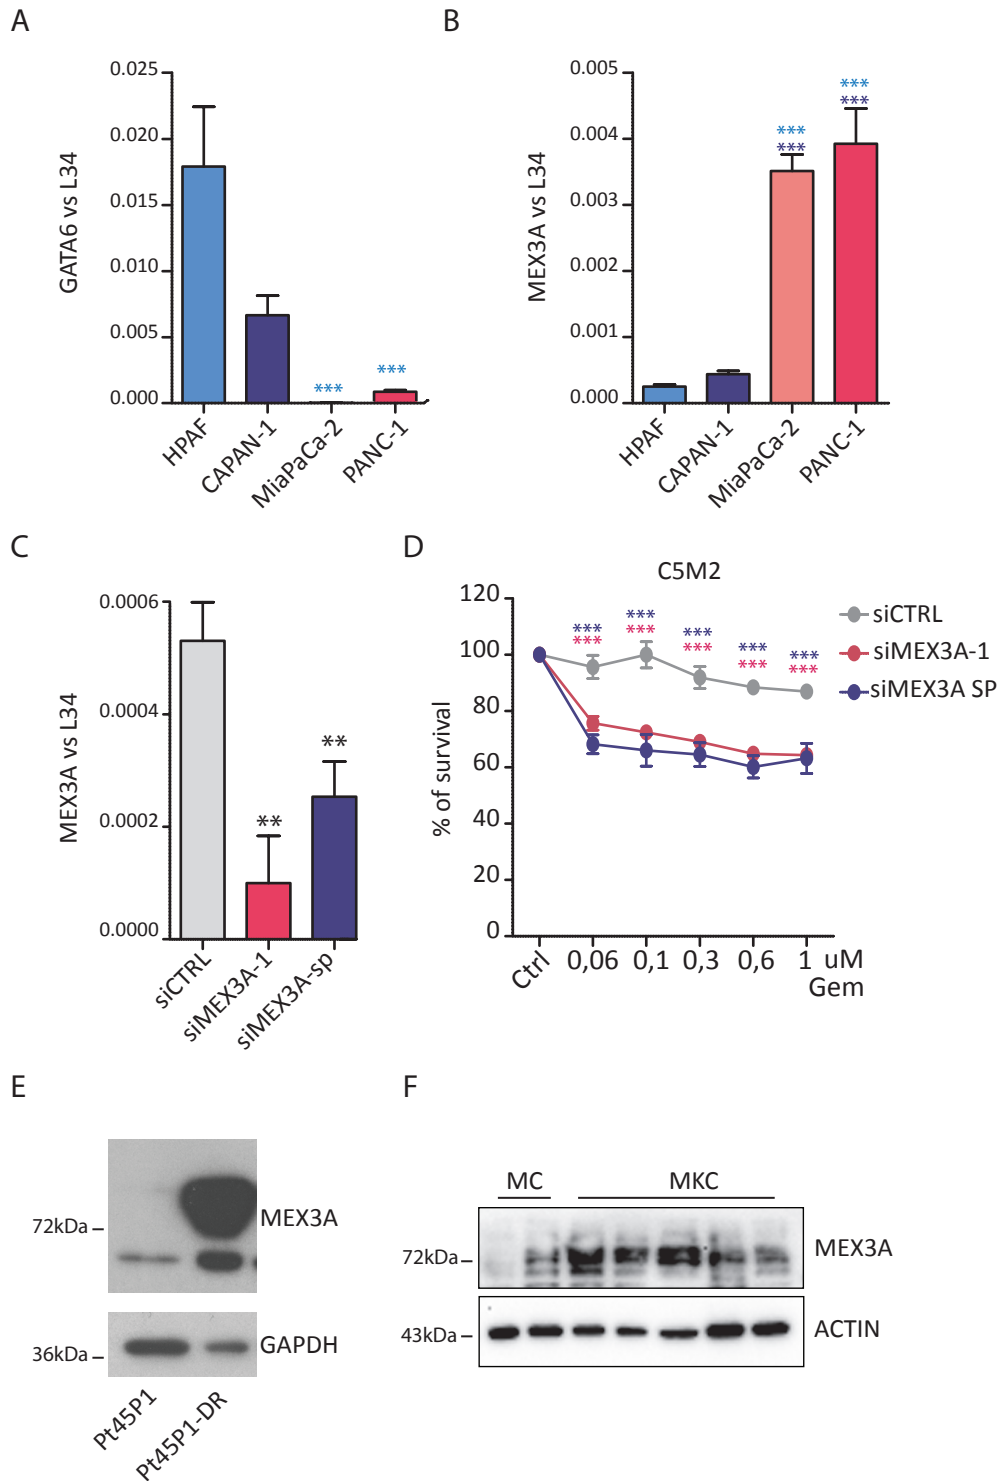 A
GATA6 vs L34
0.025
0.020
0.015
0.010
0.005
0.000
***
***
HPAF
CAPAN-1
MiaPaCa-2
PANC-1
B
MEX3A vs L34
0.005
0.004
0.003
0.002
0.001
0.000
***
***
***
***
HPAF
CAPAN-1
MiaPaCa-2
PANC-1
C
MEX3A vs L34
0.0006
0.0004
0.0002
0.0000
**
**
siCTRL
siMEX3A-1
siMEX3A-sp
D
C5M2
% of survival
120
100
80
60
40
20
0
*** *** *** *** ***
*** *** *** *** ***
siCTRL
siMEX3A-1
siMEX3A SP
Ctrl 0,06 0,1 0,3 0,6 1 uM
Gem
E
72kDa
MEX3A
36kDa
GAPDH
Pt45P1
Pt45P1-DR
F
MC MKC
72kDa
MEX3A
43kDa
ACTIN